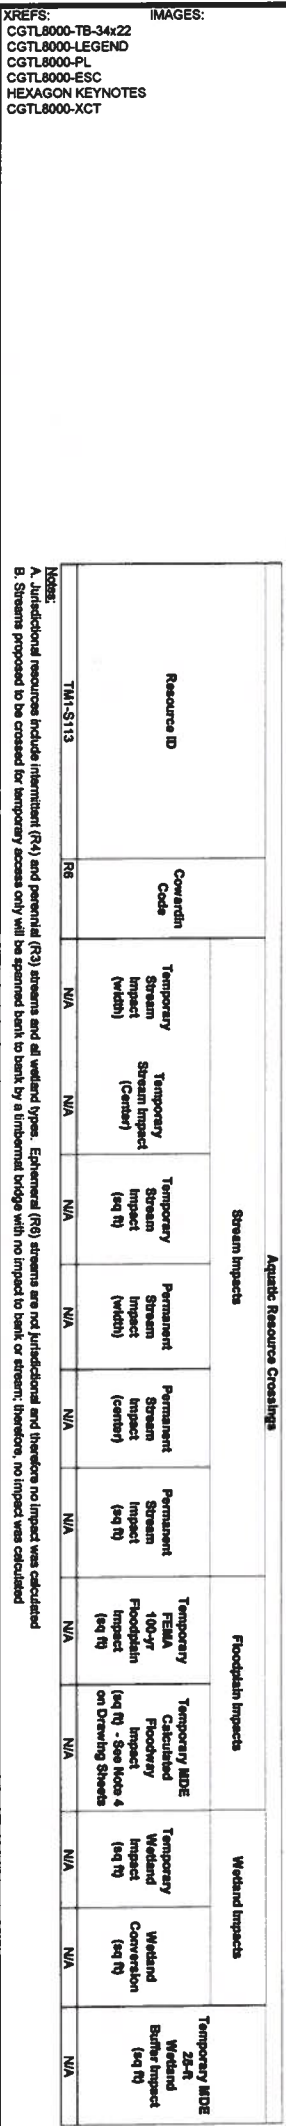 XREFS: IMAGES:
CGTL8000-TB-34x22
CGTL8000-LEGEND
CGTL8000-PL
CGTL8000-ESC
HEXAGON KEYNOTES
CGTL8000-XCT
Aquatic Resource Crossings
Stream Impacts Floodplain Impacts Wetland Impacts
Resource ID
Cowardin
Code
Temporary
Stream
Impact
(width)
Temporary
Stream Impact
(Center)
Temporary
Stream
Impact
(sq ft)
Permanent
Stream
Impact
(width)
Permanent
Stream
Impact
(center)
Permanent
Stream
Impact
(sq ft)
Temporary
FEMA
100-yr
Floodplain
Impact
(sq ft)
Temporary MDE
Calculated
Floodway
Impact
(sq ft) - See Note 4
on Drawing Sheets
Temporary
Wetland
Impact
(sq ft)
Wetland
Conversion
(sq ft)
Temporary MDE
25-ft
Wetland
Buffer Impact
(sq ft)
TM1-S113 R6 N/A N/A N/A N/A N/A N/A N/A N/A N/A N/A N/A
Notes:
A. Jurisdictional resources include intermittent (R4) and perennial (R3) streams and all wetland types. Ephemeral (R6) streams are not jurisdictional and therefore no impact was calculated
B. Streams proposed to be crossed for temporary access only will be spanned bank to bank by a timbermat bridge with no impact to bank or stream; therefore, no impact was calculated